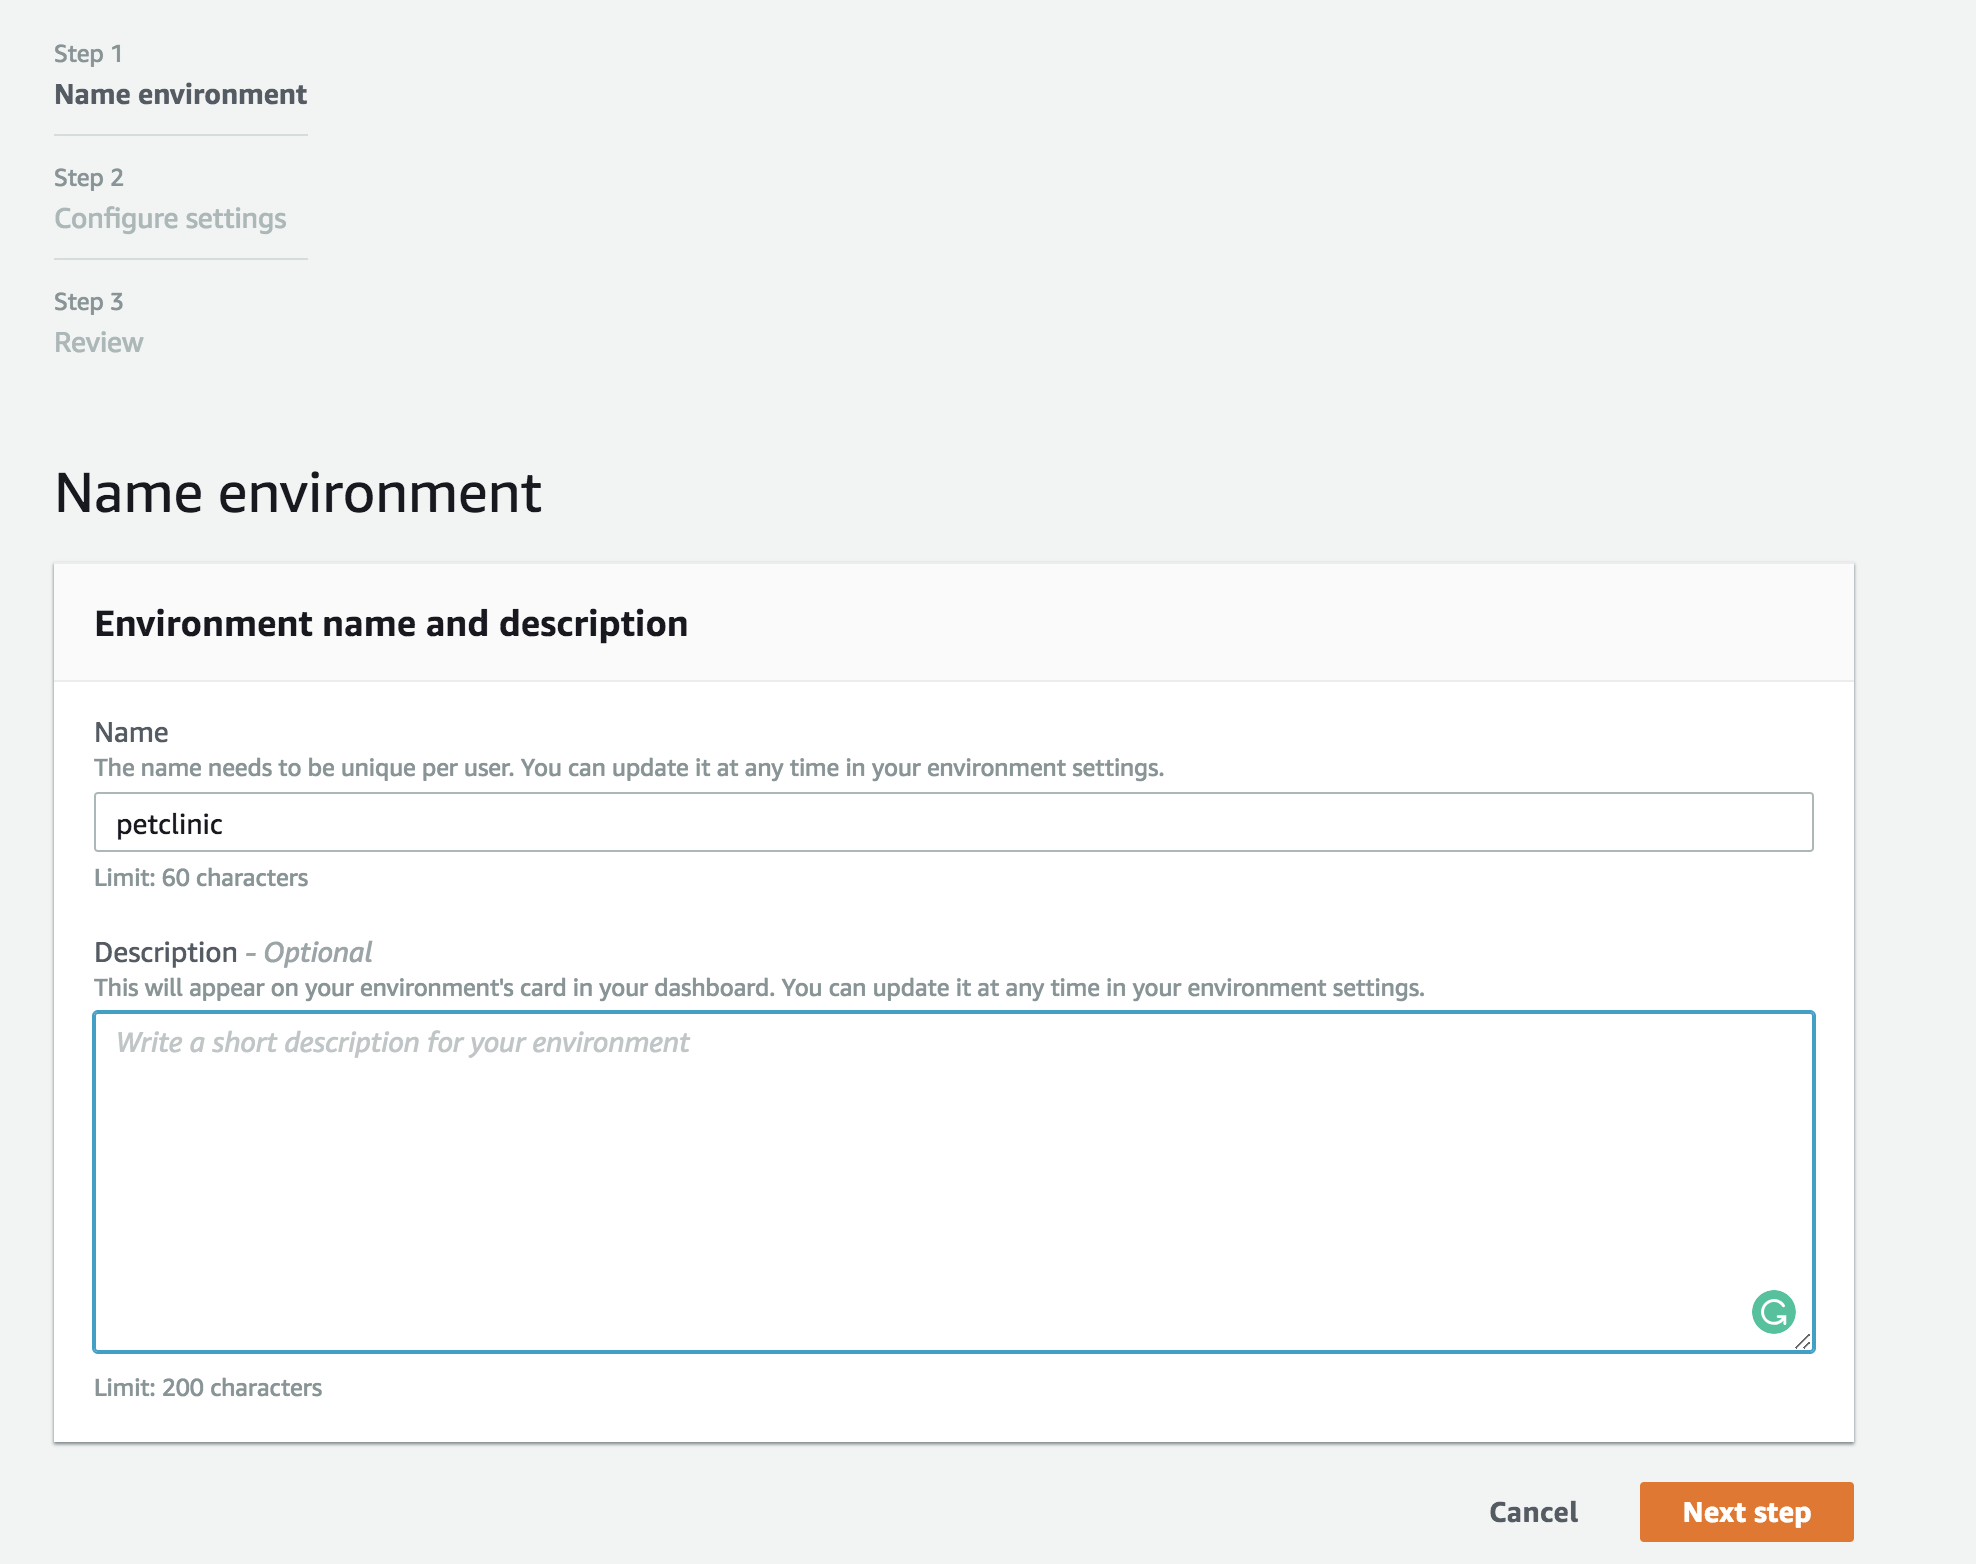 Step 1
Name environment
Step 2
Configure settings
Step 3
Review
Name environment
Environment name and description
Name
The name needs to be unique per user. You can update it at any time in your environment settings.
petclinic
Limit: 60 characters
Description - Optional
This will appear on your environment's card in your dashboard. You can update it at any time in your environment settings.
Write a short description for your environment
Limit: 200 characters
Cancel
Next step